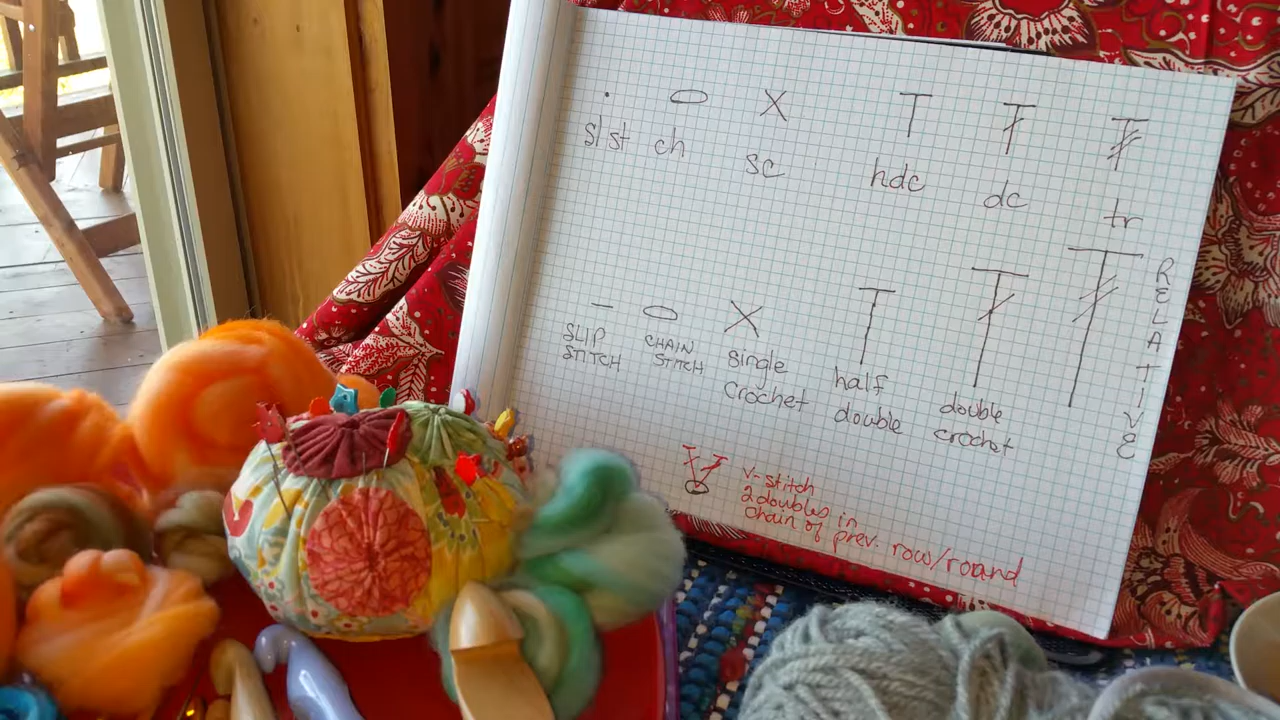 sl st ch sc hdc dc tr
SLIP STITCH
CHAIN STITCH
single crochet
half double
double crochet
RELATIVE
v-stitch
2 doubles in
chain of prev. row/round